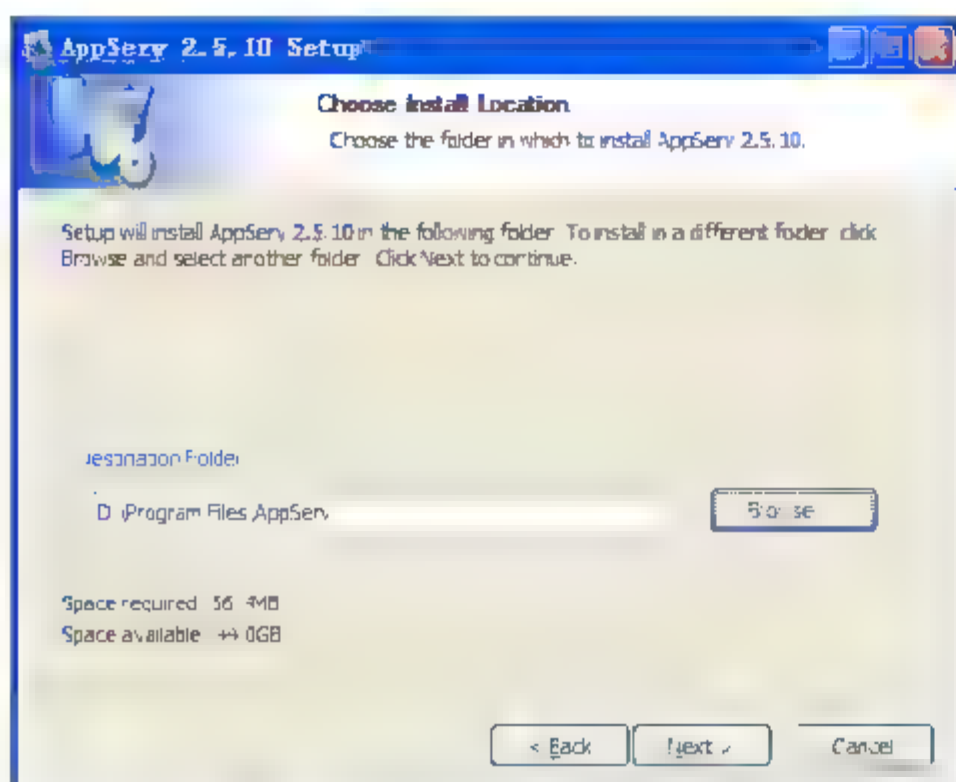 AppServ 2.5.10 Setup
Choose Install Location
Choose the folder in which to install AppServ 2.5.10.
Setup will install AppServ 2.5.10 in the following folder. To install in a different folder, click
Browse and select another folder. Click Next to continue.
Destination Folder
D:\Program Files\AppServ
Browse
Space required
Space available
< Back
Next >
Cancel